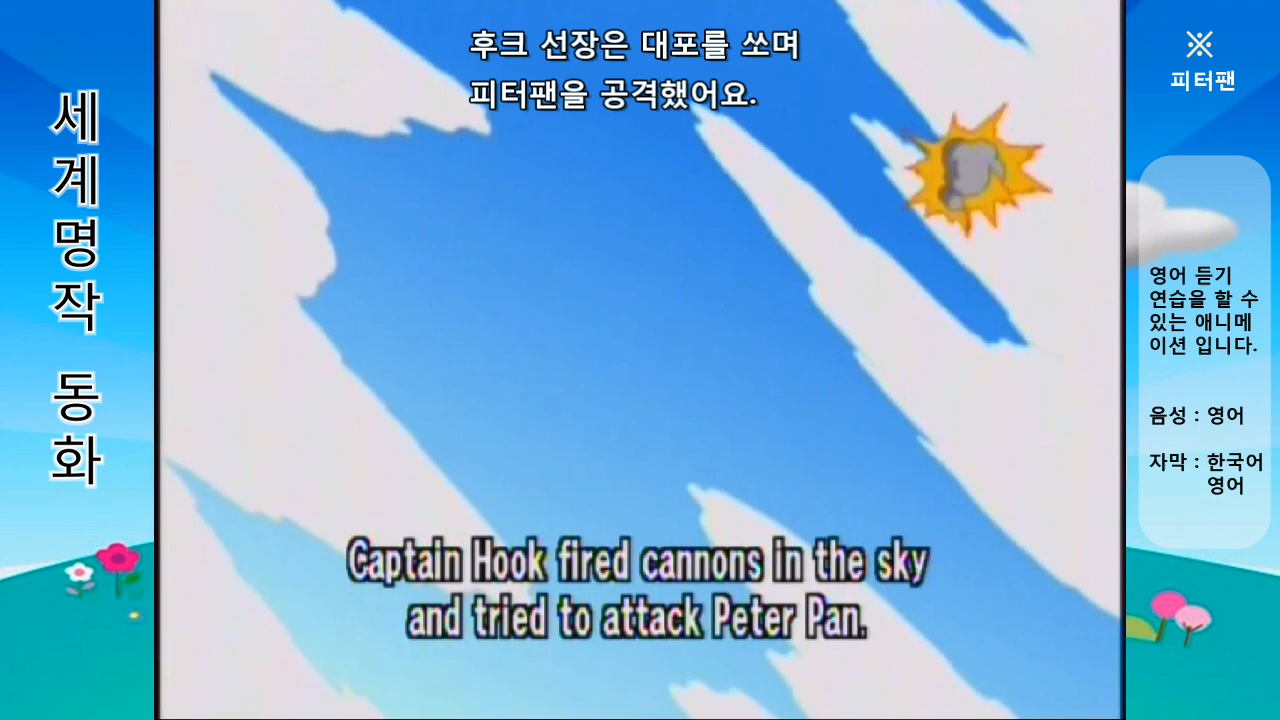 세계명작 동화
후크 선장은 대포를 쏘며
피터팬을 공격했어요.
Captain Hook fired cannons in the sky
and tried to attack Peter Pan.
※
피터팬
영어 듣기
연습을 할 수
있는 애니메
이션 입니다.
음성 : 영어
자막 : 한국어
영어